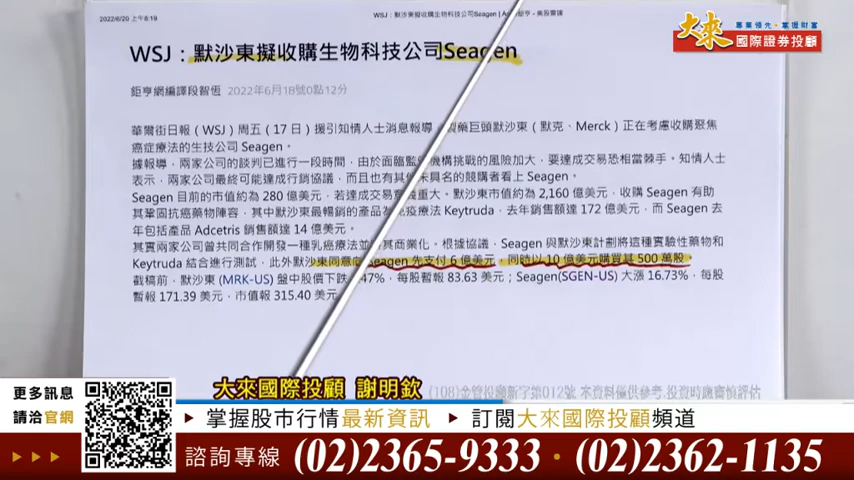 2022/6/20 上午8:19
WSJ：默沙東擬收購生物科技公司Seagen
大來 專業領先，掌握財富
國際證券投顧
WSJ：默沙東擬收購生物科技公司Seagen
鉅亨網編譯段智恆 2022年6月18號0點12分
華爾街日報（WSJ）周五（17 日）援引知情人士消息報導 製藥巨頭默沙東（默克、Merck）正在考慮收購聚焦
癌症療法的生技公司 Seagen。
據報導，兩家公司的談判已進行一段時間，由於面臨監 機構挑戰的風險加大，要達成交易恐相當棘手。知情人士
表示，兩家公司最終可能達成行銷協議，而且也有其 未具名的競購者看上 Seagen。
Seagen 目前的市值約為 280 億美元，若達成交易 義重大。默沙東市值約為 2,160 億美元，收購 Seagen 有助
其鞏固抗癌藥物陣容，其中默沙東最暢銷的產品為 疫療法 Keytruda，去年銷售額達 172 億美元，而 Seagen 去
年包括產品 Adcetris 銷售額達 14 億美元。
其實兩家公司曾共同合作開發一種乳癌療法並 其商業化。根據協議，Seagen 與默沙東計劃將這種實驗性藥物和
Keytruda 結合進行測試，此外默沙東同意向 Seagen 先支付 6 億美元，同時以 10 億美元購買其 500 萬股
截稿前，默沙東 (MRK-US) 盤中股價下跌 .47%，每股暫報 83.63 美元；Seagen(SGEN-US) 大漲 16.73%，每股
暫報 171.39 美元，市值報 315.40 美元
大來國際投顧 謝明欽
(108)金管投顧新字第012號 本資料僅供參考,投資時應審慎評估
更多訊息
請洽官網
掌握股市行情最新資訊 訂閱大來國際投顧頻道
諮詢專線 (02)2365-9333 · (02)2362-1135